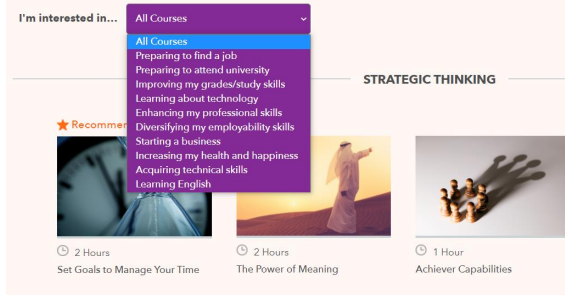 I'm interested in...
All Courses
All Courses
Preparing to find a job
Preparing to attend university
Improving my grades/study skills
Learning about technology
Enhancing my professional skills
Diversifying my employability skills
Starting a business
Increasing my health and happiness
Acquiring technical skills
Learning English
STRATEGIC THINKING
Recommen
2 Hours
Set Goals to Manage Your Time
2 Hours
The Power of Meaning
1 Hour
Achiever Capabilities